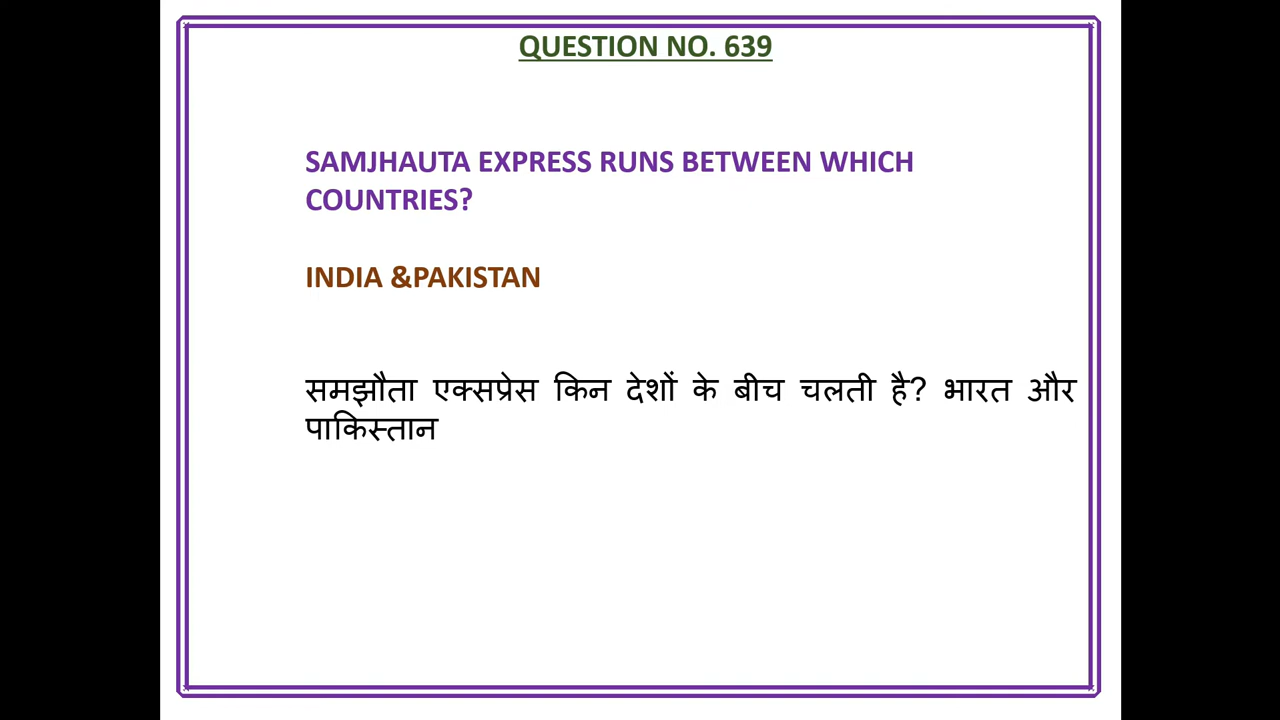 QUESTION NO. 639
SAMJHAUTA EXPRESS RUNS BETWEEN WHICH
COUNTRIES?
INDIA &PAKISTAN
समझौता एक्सप्रेस किन देशों के बीच चलती है? भारत और
पाकिस्तान